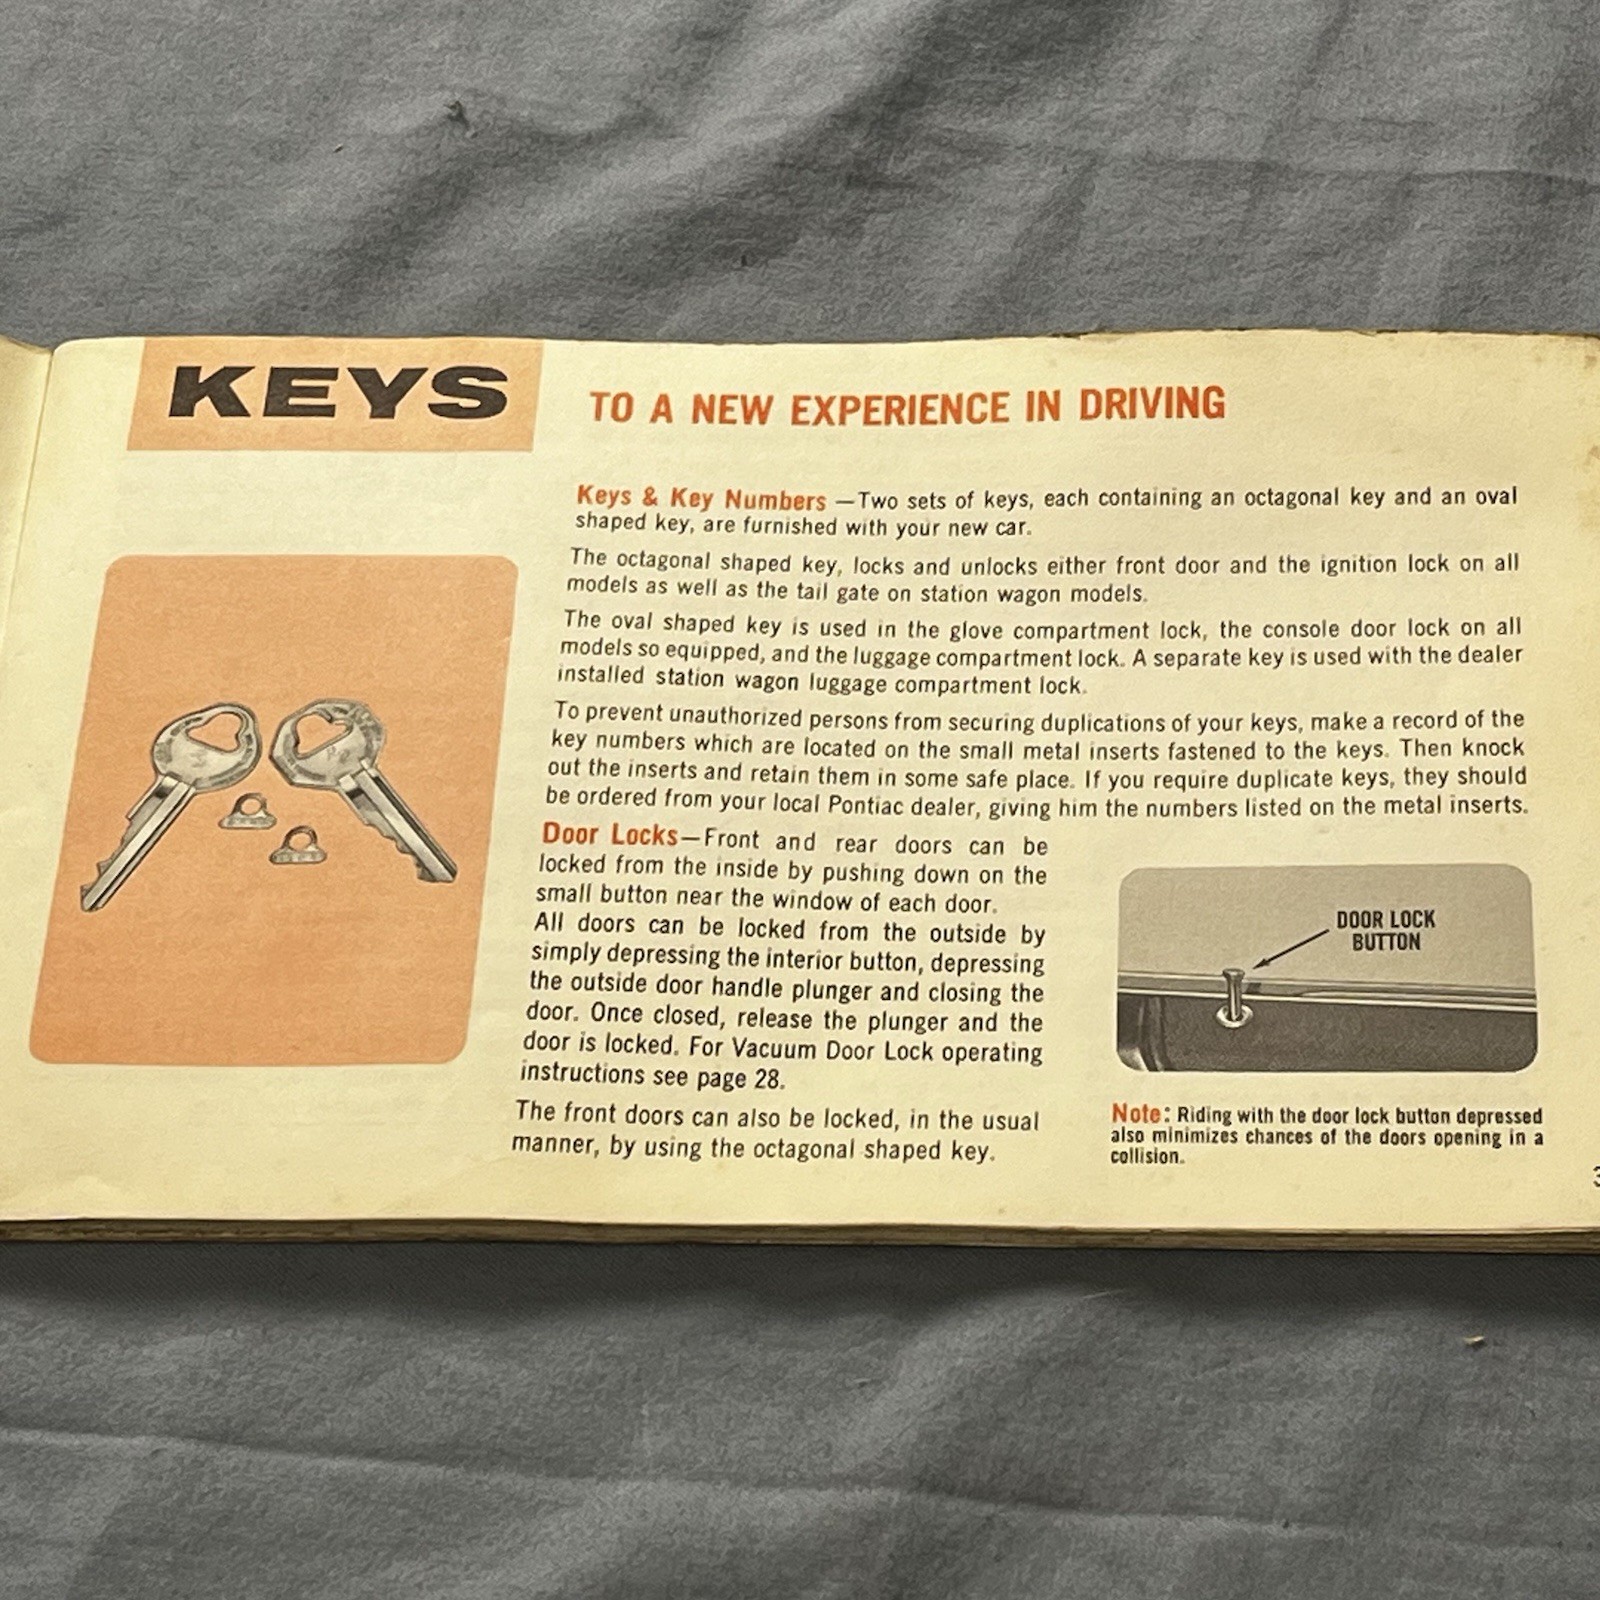 KEYS
TO A NEW EXPERIENCE IN DRIVING
Keys & Key Numbers —Two sets of keys, each containing an octagonal key and an oval
shaped key, are furnished with your new car.
The octagonal shaped key, locks and unlocks either front door and the ignition lock on all
models as well as the tail gate on station wagon models.
The oval shaped key is used in the glove compartment lock, the console door lock on all
models so equipped, and the luggage compartment lock. A separate key is used with the dealer
installed station wagon luggage compartment lock.
To prevent unauthorized persons from securing duplications of your keys, make a record of the
key numbers which are located on the small metal inserts fastened to the keys. Then knock
out the inserts and retain them in some safe place. If you require duplicate keys, they should
be ordered from your local Pontiac dealer, giving him the numbers listed on the metal inserts.
Door Locks—Front and rear doors can be
locked from the inside by pushing down on the
small button near the window of each door.
All doors can be locked from the outside by
simply depressing the interior button, depressing
the outside door handle plunger and closing the
door. Once closed, release the plunger and the
door is locked. For Vacuum Door Lock operating
instructions see page 28.
The front doors can also be locked, in the usual
manner, by using the octagonal shaped key.
DOOR LOCK
BUTTON
Note: Riding with the door lock button depressed
also minimizes chances of the doors opening in a
collision.
3